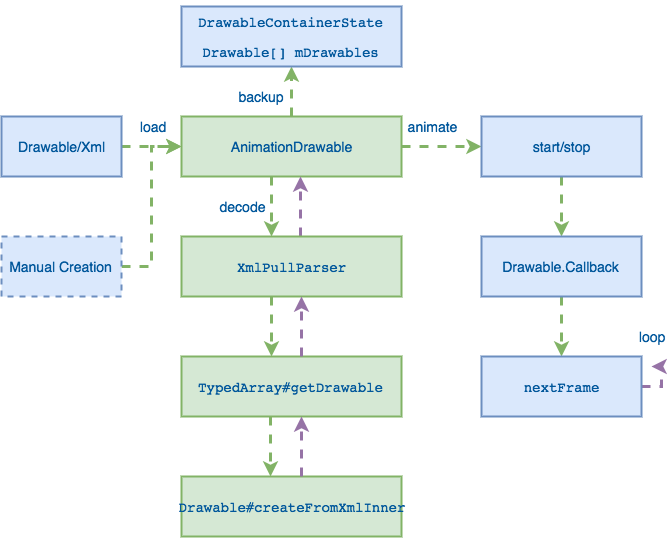 DrawableContainerState
Drawable[] mDrawables
backup
load
animate
Drawable/Xml
AnimationDrawable
start/stop
decode
Manual Creation
XmlPullParser
Drawable.Callback
loop
TypedArray#getDrawable
nextFrame
Drawable#createFromXmlInner